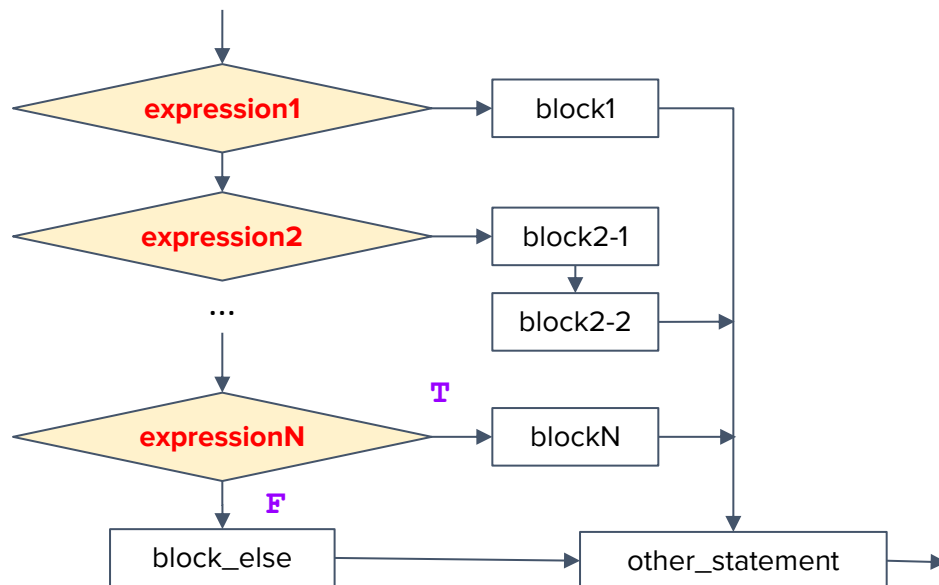 expression1
block1
expression2
block2-1
...
block2-2
T
expressionN
blockN
F
block_else
other_statement